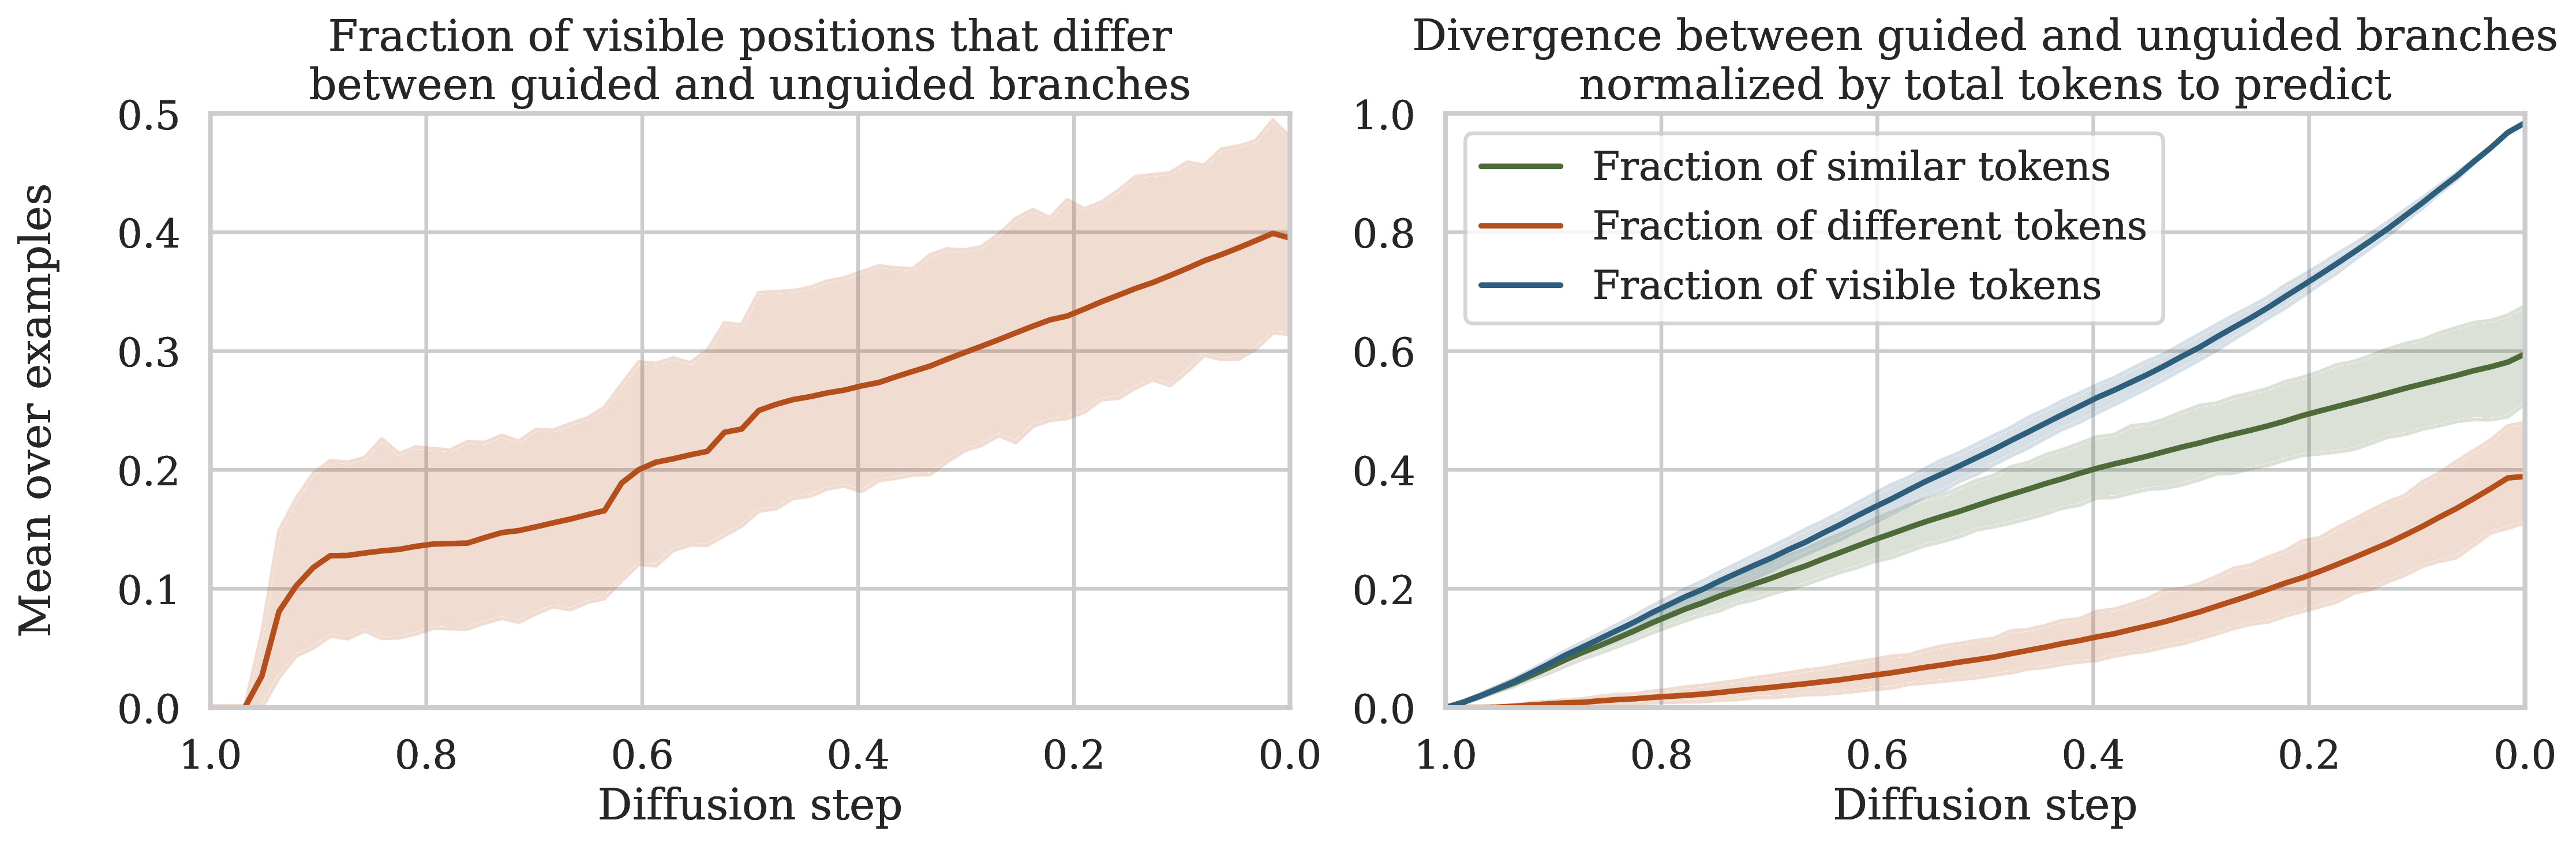 Fraction of visible positions that differ
between guided and unguided branches
Mean over examples
0.5
0.4
0.3
0.2
0.1
0.0
1.0 0.8 0.6 0.4 0.2 0.0
Diffusion step
Divergence between guided and unguided branches
normalized by total tokens to predict
1.0
0.8
0.6
0.4
0.2
0.0
Fraction of similar tokens
Fraction of different tokens
Fraction of visible tokens
1.0 0.8 0.6 0.4 0.2 0.0
Diffusion step